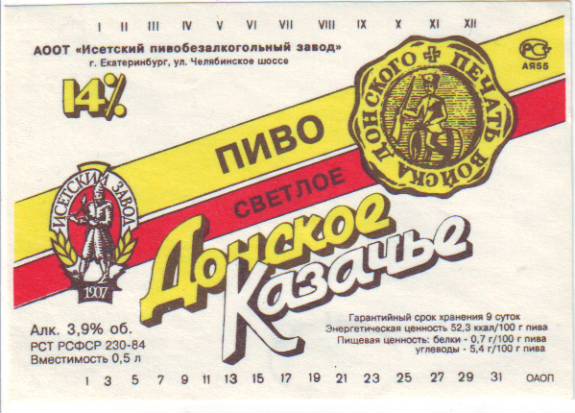 I II III IV V VI VII VIII IX X XI XII
АООТ «Исетский пивобезалкогольный завод»
г. Екатеринбург, ул. Челябинское шоссе
РСТ
АЯ55
14%
ПЕЧАТЬ ВОЙСКА ДОНСКОГО
ПИВО
СВЕТЛОЕ
ИСЕТСКИЙ ЗАВОД
1907
Донское
Казачье
Алк. 3,9% об.
РСТ РСФСР 230-84
Вместимость 0,5 л
Гарантийный срок хранения 9 суток
Энергетическая ценность 52,3 ккал/100 г пива
Пищевая ценность: белки - 0,7 г/100 г пива
углеводы - 5,4 г/100 г пива
1 3 5 7 9 11 13 15 17 19 21 23 25 27 29 31 ОАОП